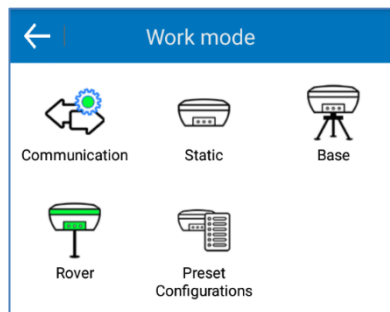 Work mode
Communication
Static
Base
Rover
Preset
Configurations